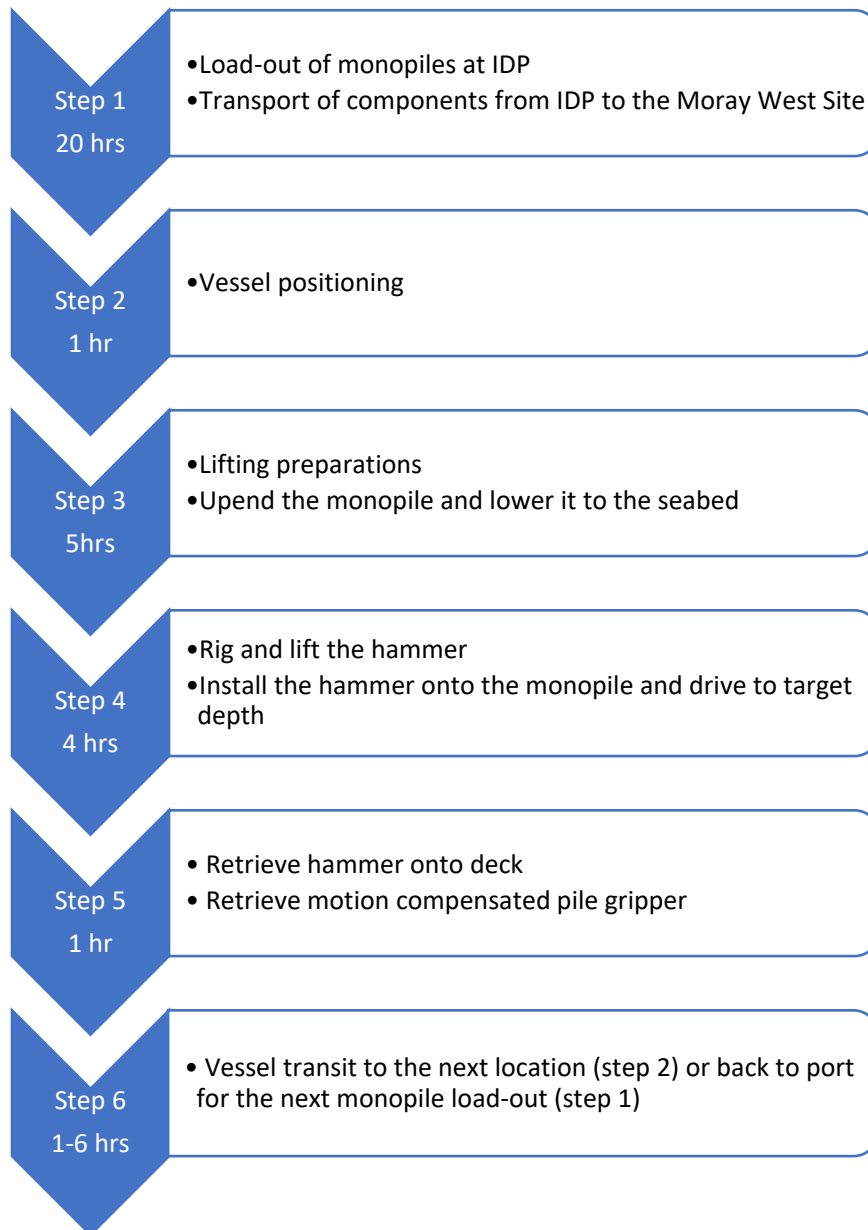 Step 1
20 hrs
•Load-out of monopiles at IDP
•Transport of components from IDP to the Moray West Site
Step 2
1 hr
•Vessel positioning
Step 3
5hrs
•Lifting preparations
•Upend the monopile and lower it to the seabed
Step 4
4 hrs
•Rig and lift the hammer
•Install the hammer onto the monopile and drive to target
depth
Step 5
1 hr
• Retrieve hammer onto deck
• Retrieve motion compensated pile gripper
Step 6
1-6 hrs
• Vessel transit to the next location (step 2) or back to port
for the next monopile load-out (step 1)